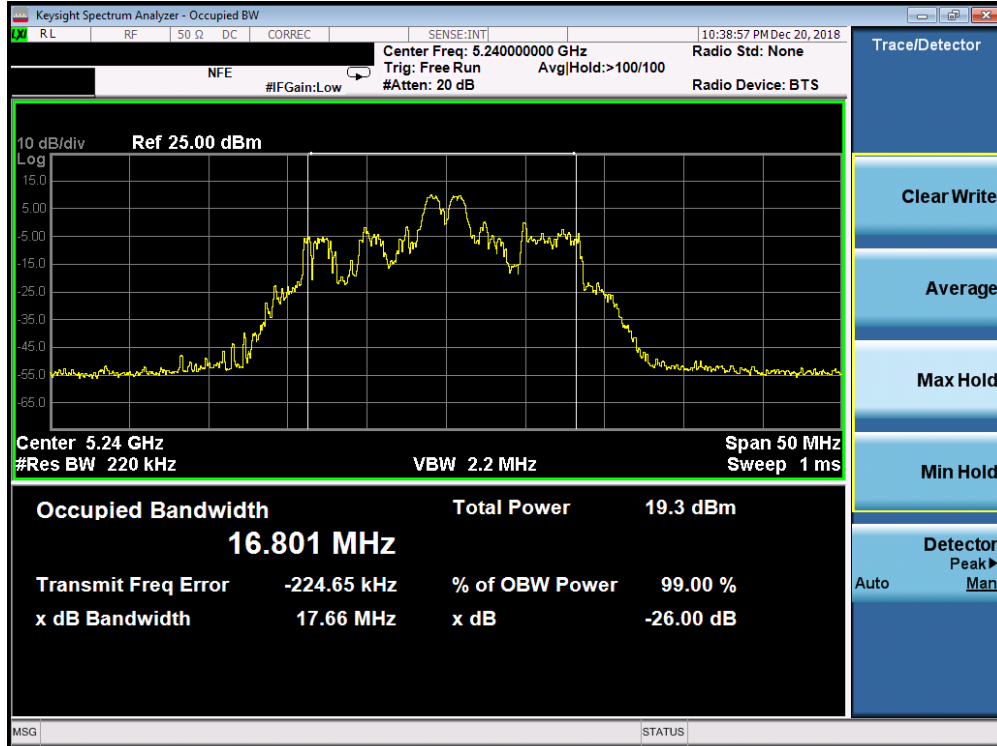 Keysight Spectrum Analyzer - Occupied BW
LXI RL RF 50 Ω DC CORREC SENSE:INT 10:38:57 PM Dec 20, 2018
Center Freq: 5.240000000 GHz Radio Std: None
NFE Trig: Free Run Avg|Hold:>100/100
#IFGain:Low #Atten: 20 dB Radio Device: BTS
10 dB/div Ref 25.00 dBm
Log
15.0
5.00
-5.00
-15.0
-25.0
-35.0
-45.0
-55.0
-65.0
Center 5.24 GHz Span 50 MHz
#Res BW 220 kHz VBW 2.2 MHz Sweep 1 ms
Occupied Bandwidth Total Power 19.3 dBm
16.801 MHz
Transmit Freq Error -224.65 kHz % of OBW Power 99.00 %
x dB Bandwidth 17.66 MHz x dB -26.00 dB
MSG STATUS
Trace/Detector
Clear Write
Average
Max Hold
Min Hold
Detector
Peak
Auto Man